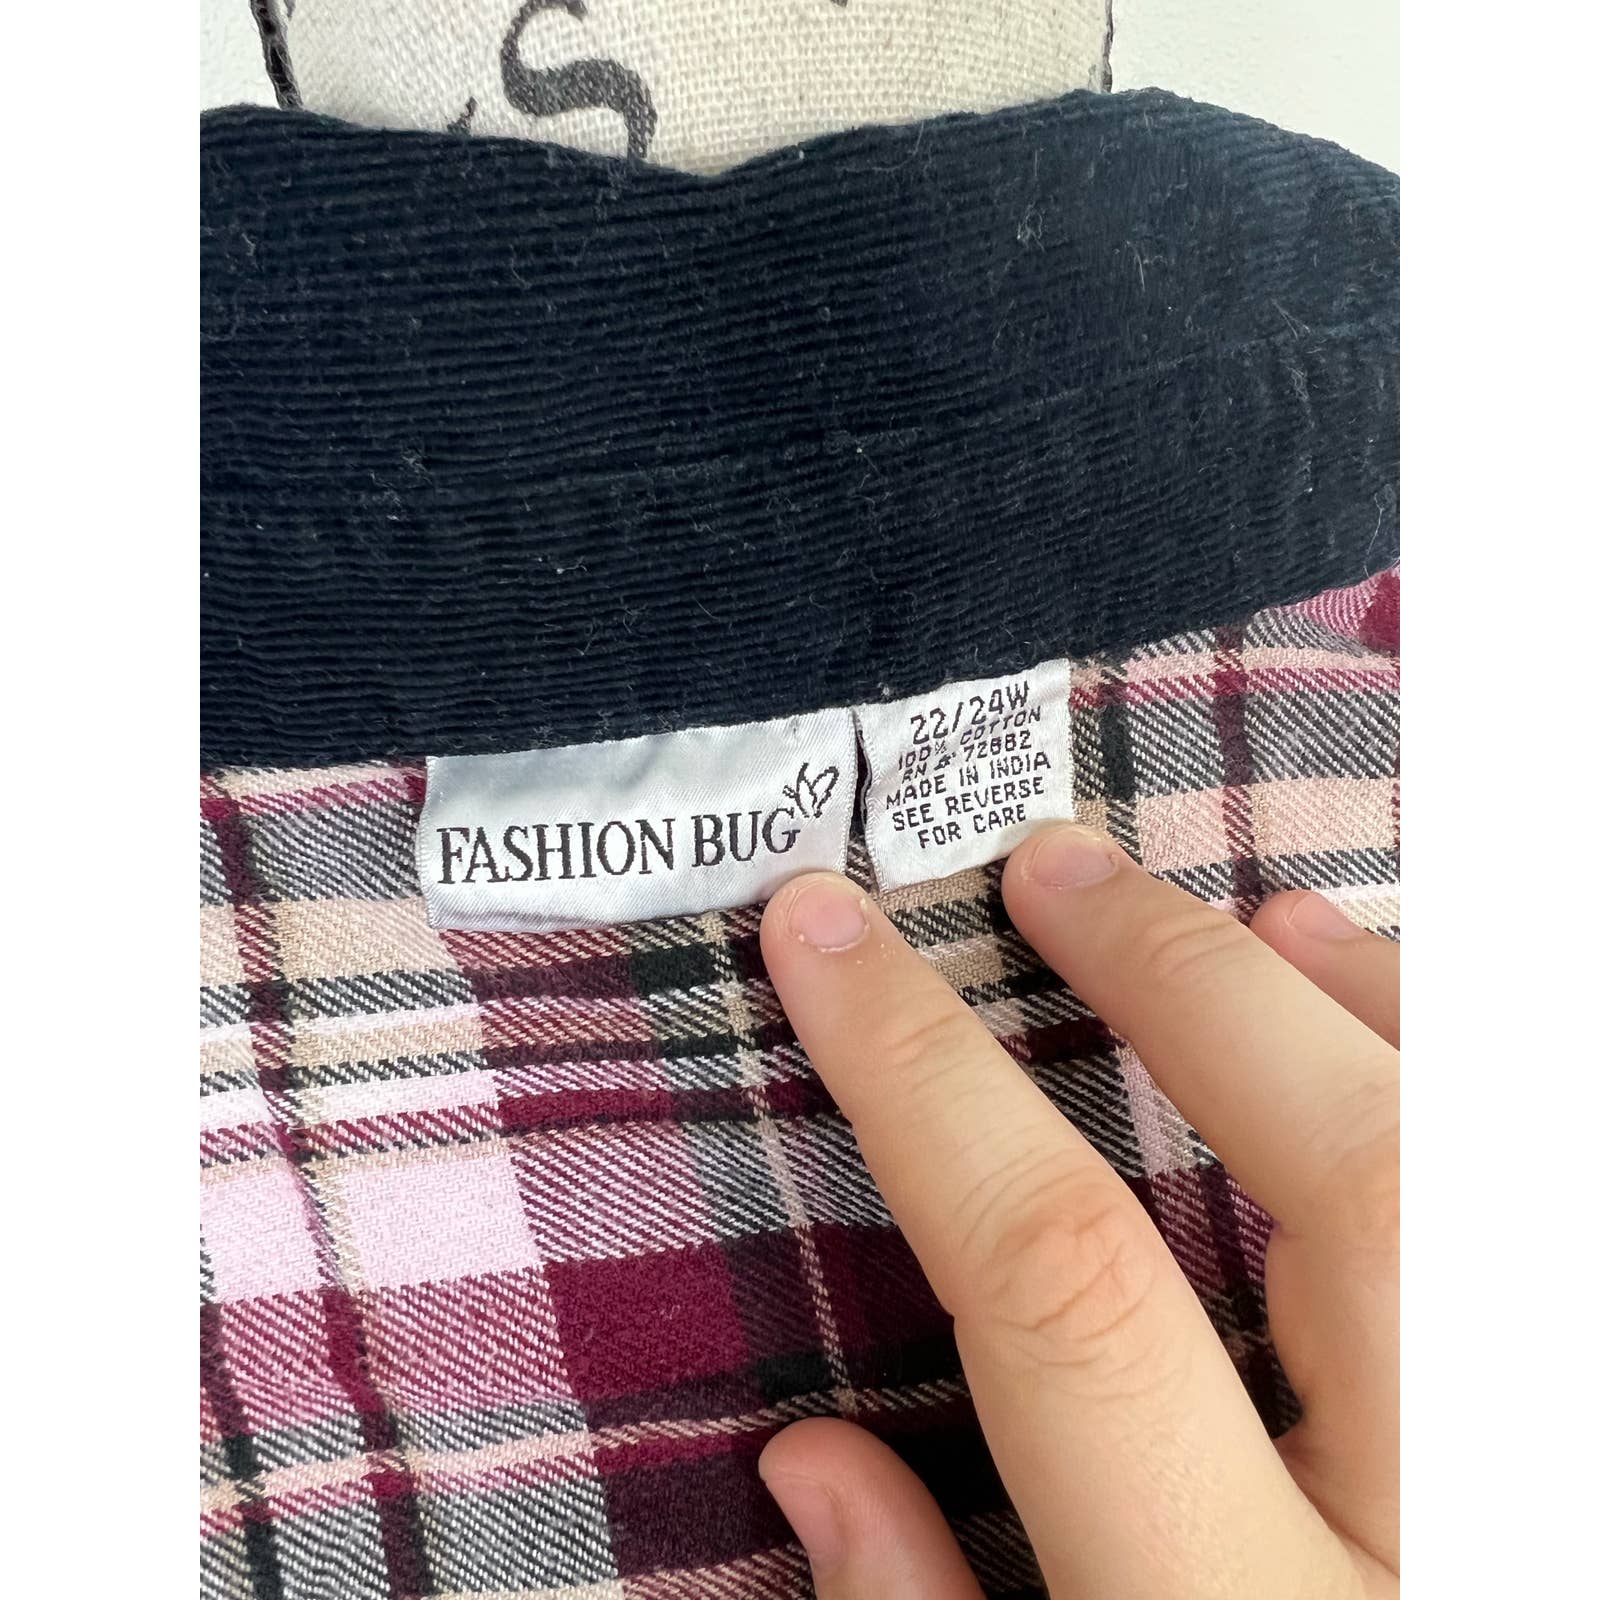 S
FASHION BUG
22/24W
100% COTTON
RN # 72882
MADE IN INDIA
SEE REVERSE
FOR CARE